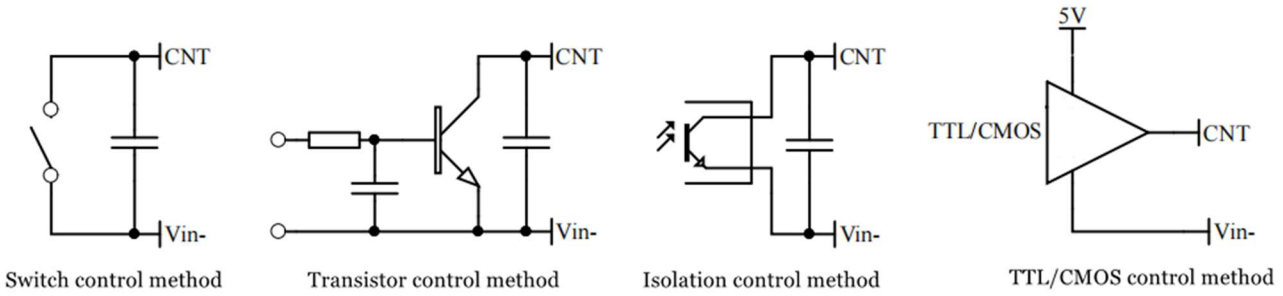 CNT
Vin-
Switch control method
CNT
Vin-
Transistor control method
CNT
Vin-
Isolation control method
5V
TTL/CMOS
CNT
Vin-
TTL/CMOS control method